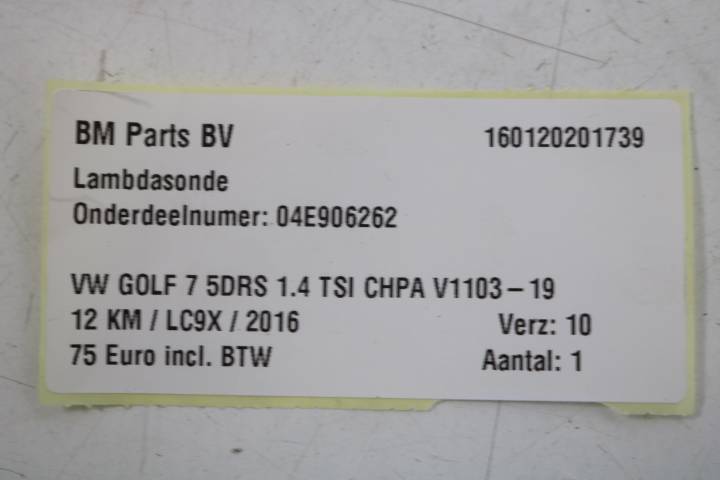 BM Parts BV 160120201739
Lambdasonde
Onderdeelnumer: 04E906262
VW GOLF 7 5DRS 1.4 TSI CHPA V1103-19
12 KM / LC9X / 2016 Verz: 10
75 Euro incl. BTW Aantal: 1